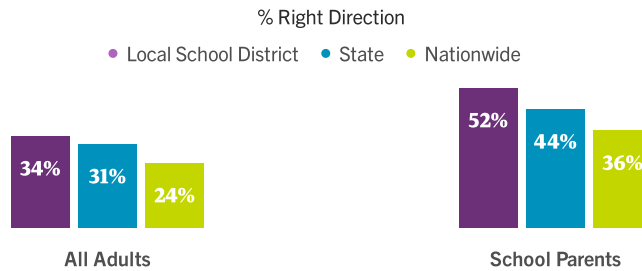 % Right Direction
Local School District State Nationwide
34% 31% 24%
52% 44% 36%
All Adults School Parents